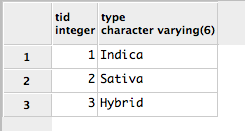 tid type
integer character varying(6)
1 1 Indica
2 2 Sativa
3 3 Hybrid